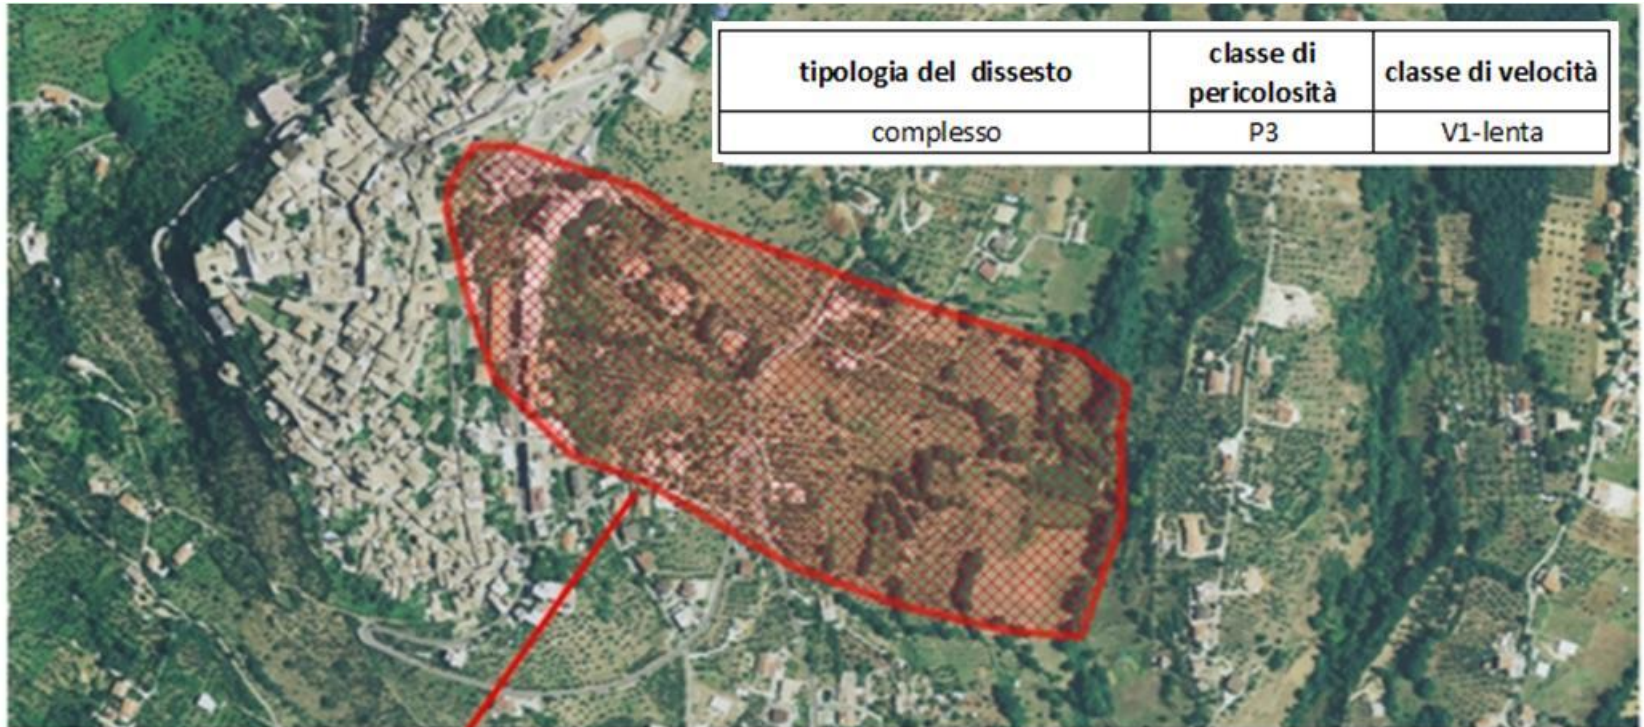 tipologia del dissesto
classe di
pericolosità
classe di velocità
complesso
P3
V1-lenta